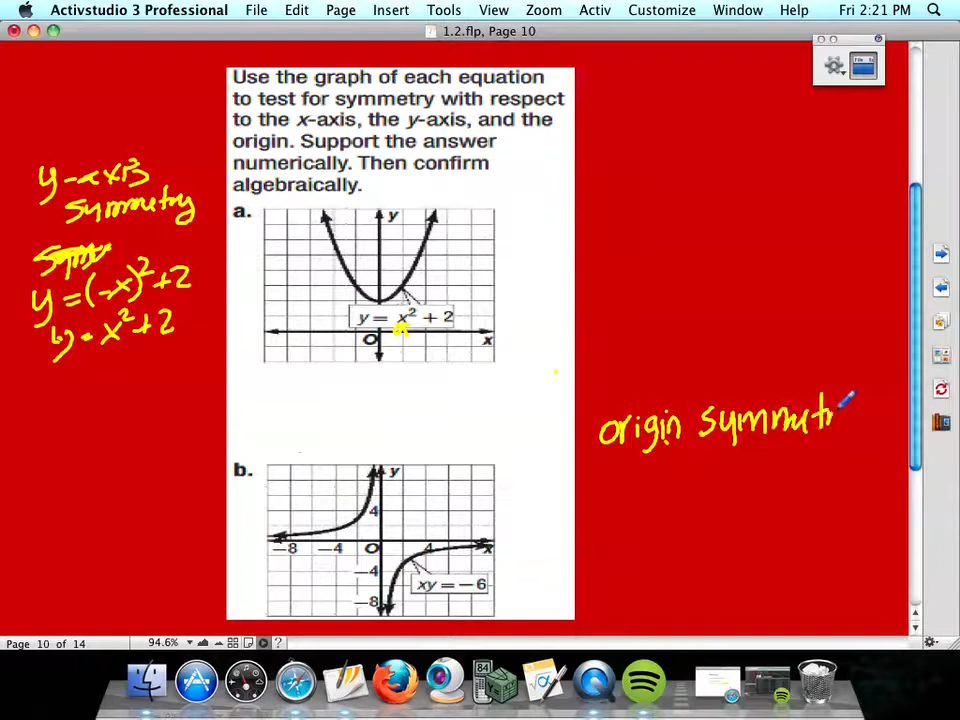 Activstudio 3 Professional File Edit Page Insert Tools View Zoom Activ Customize Window Help Fri 2:21 PM
1.2.flp, Page 10
Use the graph of each equation
to test for symmetry with respect
to the x-axis, the y-axis, and the
origin. Support the answer
numerically. Then confirm
algebraically.
y-axis
symmetry
y = (-x)² + 2
y = x² + 2
a.
y
y = x² + 2
O
x
origin symmetr
b.
y
4
-8 -4 O 4 x
-4
xy = -6
-8
Page 10 of 14 94.6% ?
84